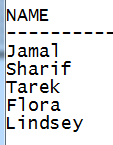 NAME
----------
Jamal
Sharif
Tarek
Flora
Lindsey